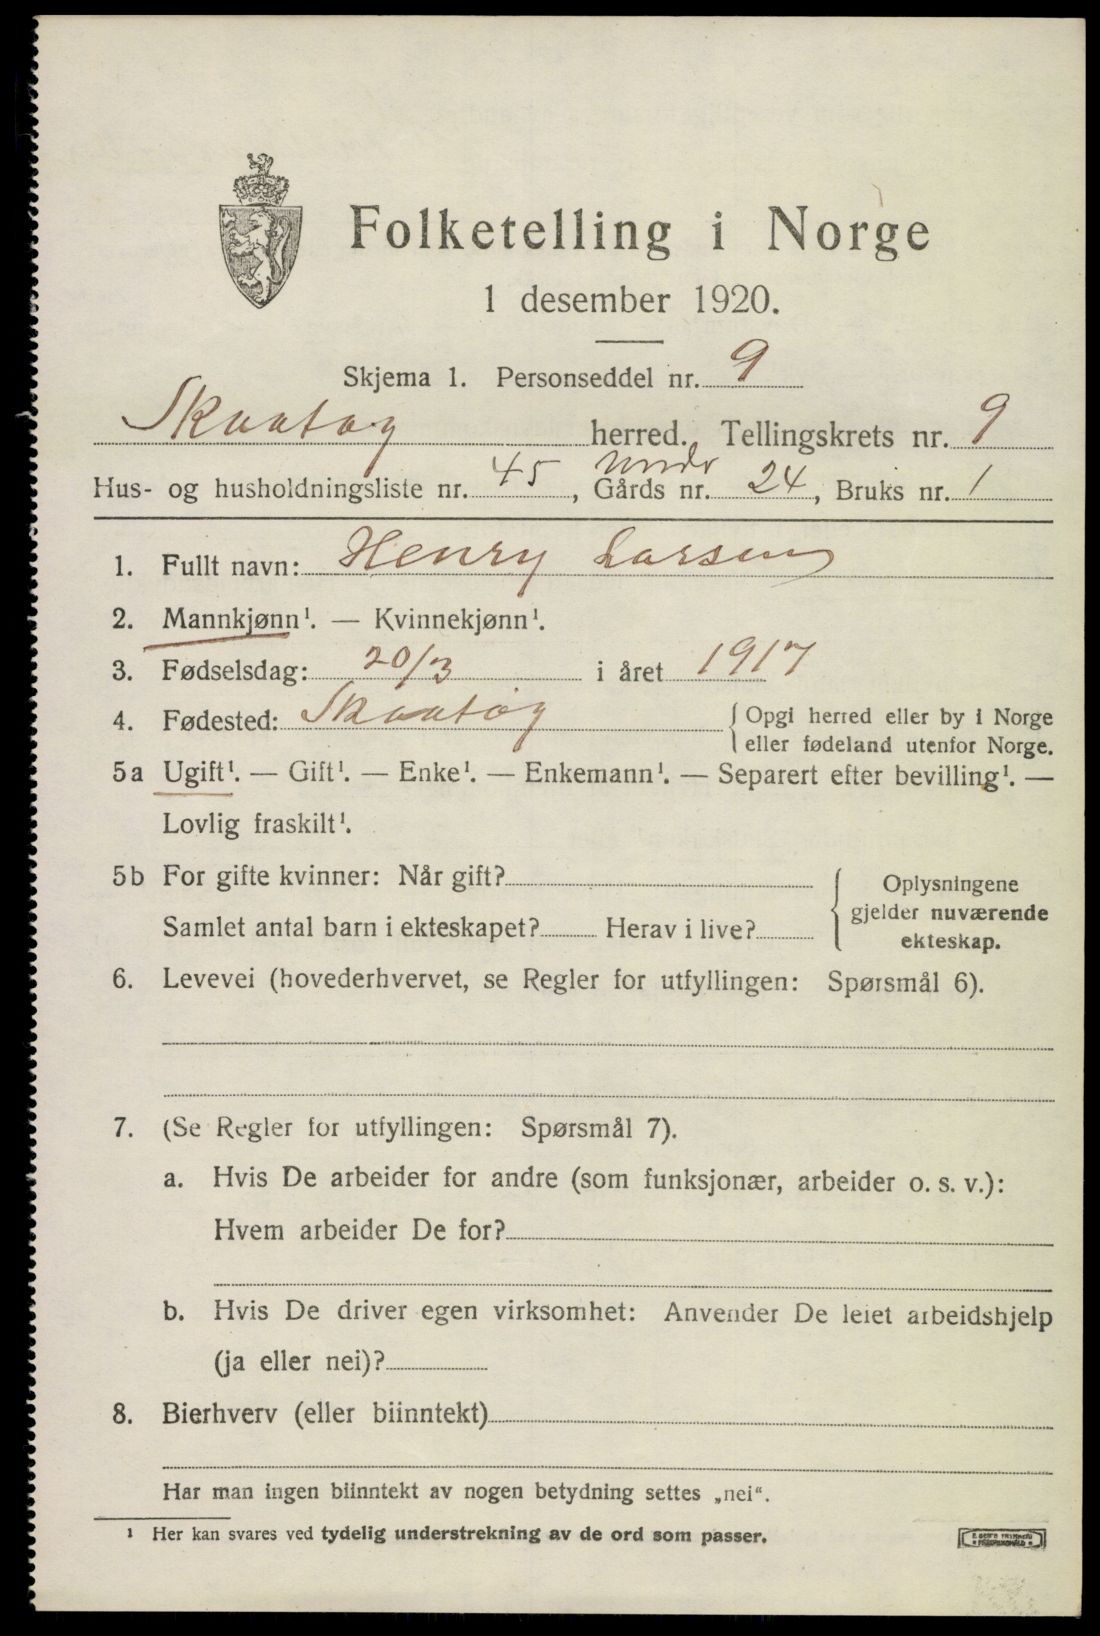 Folketelling i Norge
1 desember 1920.
Skjema 1. Personseddel nr. 9
Skaatøy herred. Tellingskrets nr. 9
under
Hus- og husholdningsliste nr. 45, Gårds nr. 24, Bruks nr. 1
1. Fullt navn: Henry Larsen
2. Mannkjønn¹. — Kvinnekjønn¹.
3. Fødselsdag: 20/3 i året 1917
4. Fødested: Skaatøy { Opgi herred eller by i Norge
eller fødeland utenfor Norge.
5a Ugift¹. — Gift¹. — Enke¹. — Enkemann¹. — Separert efter bevilling¹. —
Lovlig fraskilt¹.
5b For gifte kvinner: Når gift? { Oplysningene
gjelder nuværende
Samlet antal barn i ekteskapet? Herav i live?
ekteskap.
6. Levevei (hovederhvervet, se Regler for utfyllingen: Spørsmål 6).
7. (Se Regler for utfyllingen: Spørsmål 7).
a. Hvis De arbeider for andre (som funksjonær, arbeider o. s. v.):
Hvem arbeider De for?
b. Hvis De driver egen virksomhet: Anvender De leiet arbeidshjelp
(ja eller nei)?
8. Bierhverv (eller biinntekt)
Har man ingen biinntekt av nogen betydning settes „nei“.
¹ Her kan svares ved tydelig understrekning av de ord som passer.